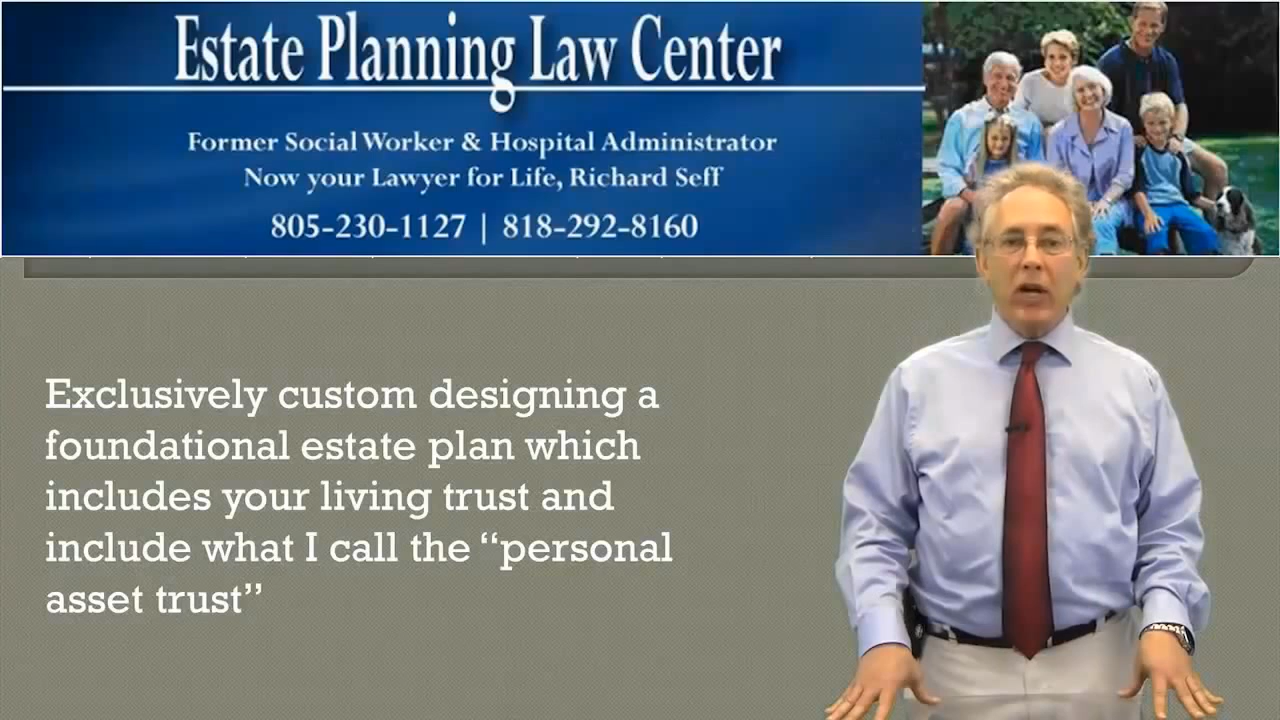 Estate Planning Law Center
Former Social Worker & Hospital Administrator
Now your Lawyer for Life, Richard Seff
805-230-1127 | 818-292-8160
Exclusively custom designing a
foundational estate plan which
includes your living trust and
include what I call the “personal
asset trust”